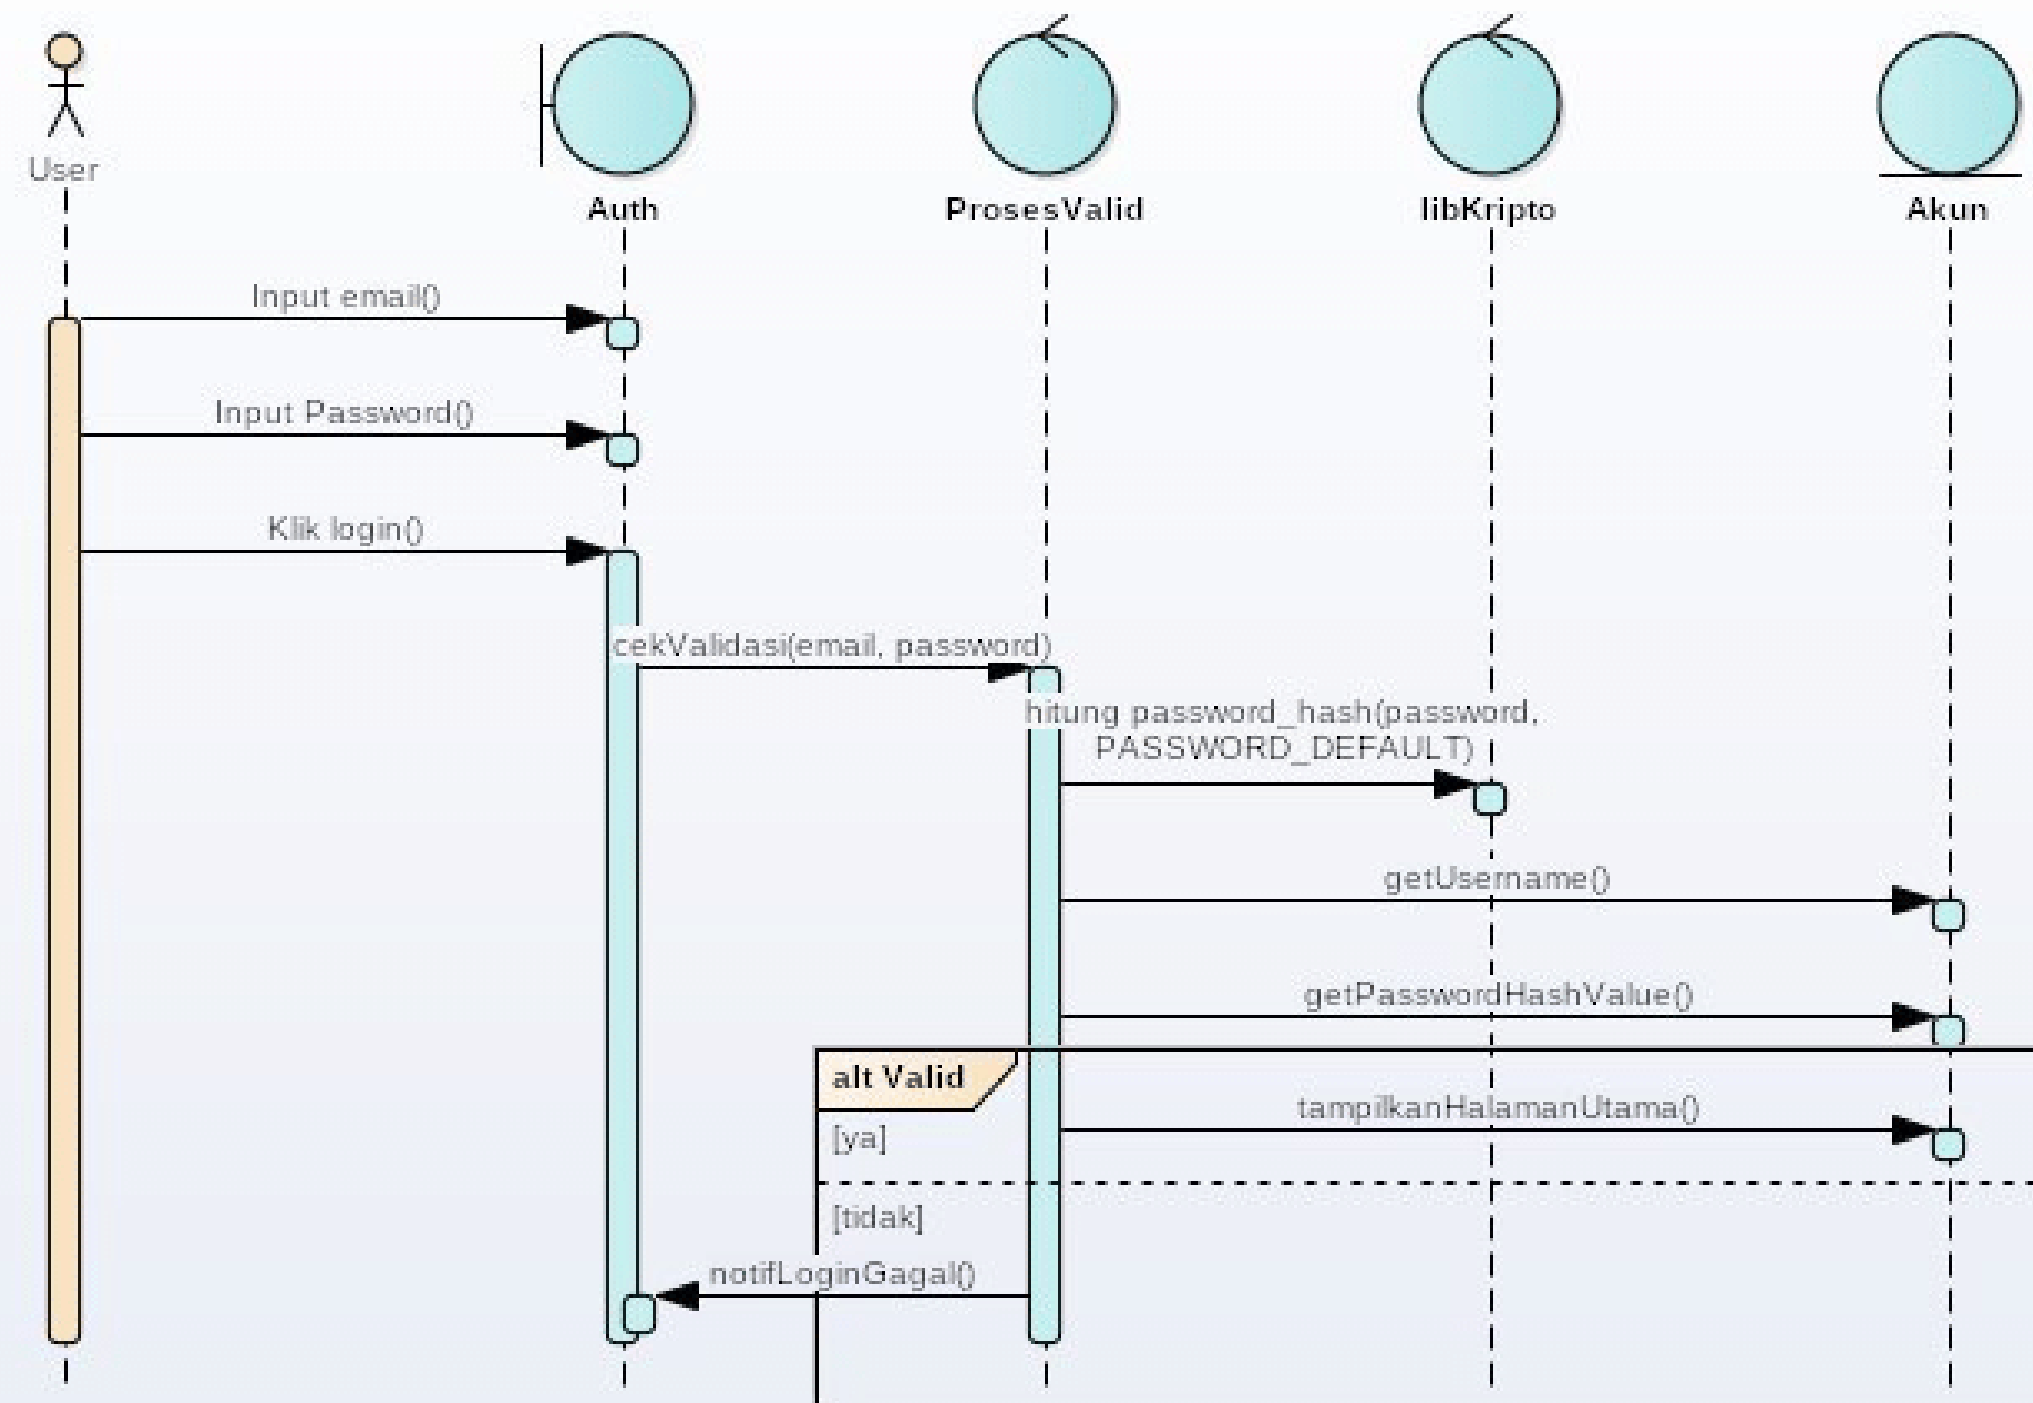 User
Auth
ProsesValid
libKripto
Akun
Input email()
Input Password()
Klik login()
cekValidasi(email, password)
hitung password_hash(password,
PASSWORD_DEFAULT)
getUsername()
getPasswordHashValue()
alt Valid
tampilkanHalamanUtama()
[ya]
[tidak]
notifLoginGagal()